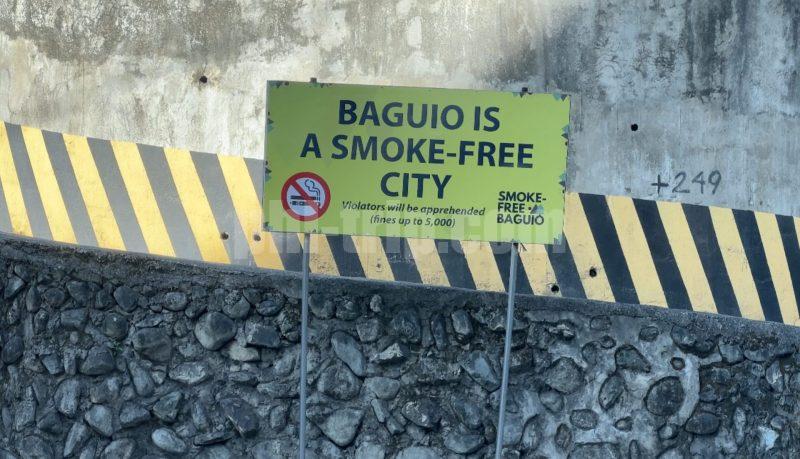 BAGUIO IS
A SMOKE-FREE
CITY
Violators will be apprehended
(fines up to 5,000)
SMOKE-
FREE
BAGUIO
+249